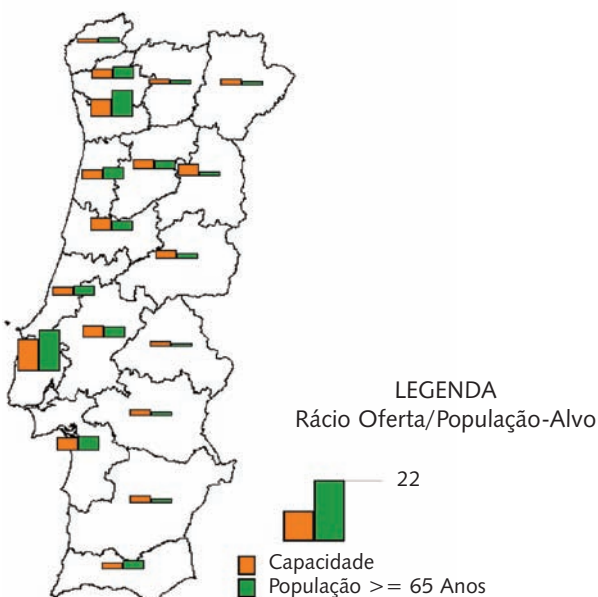 LEGENDA
Rácio Oferta/População-Alvo
22
Capacidade
População >= 65 Anos